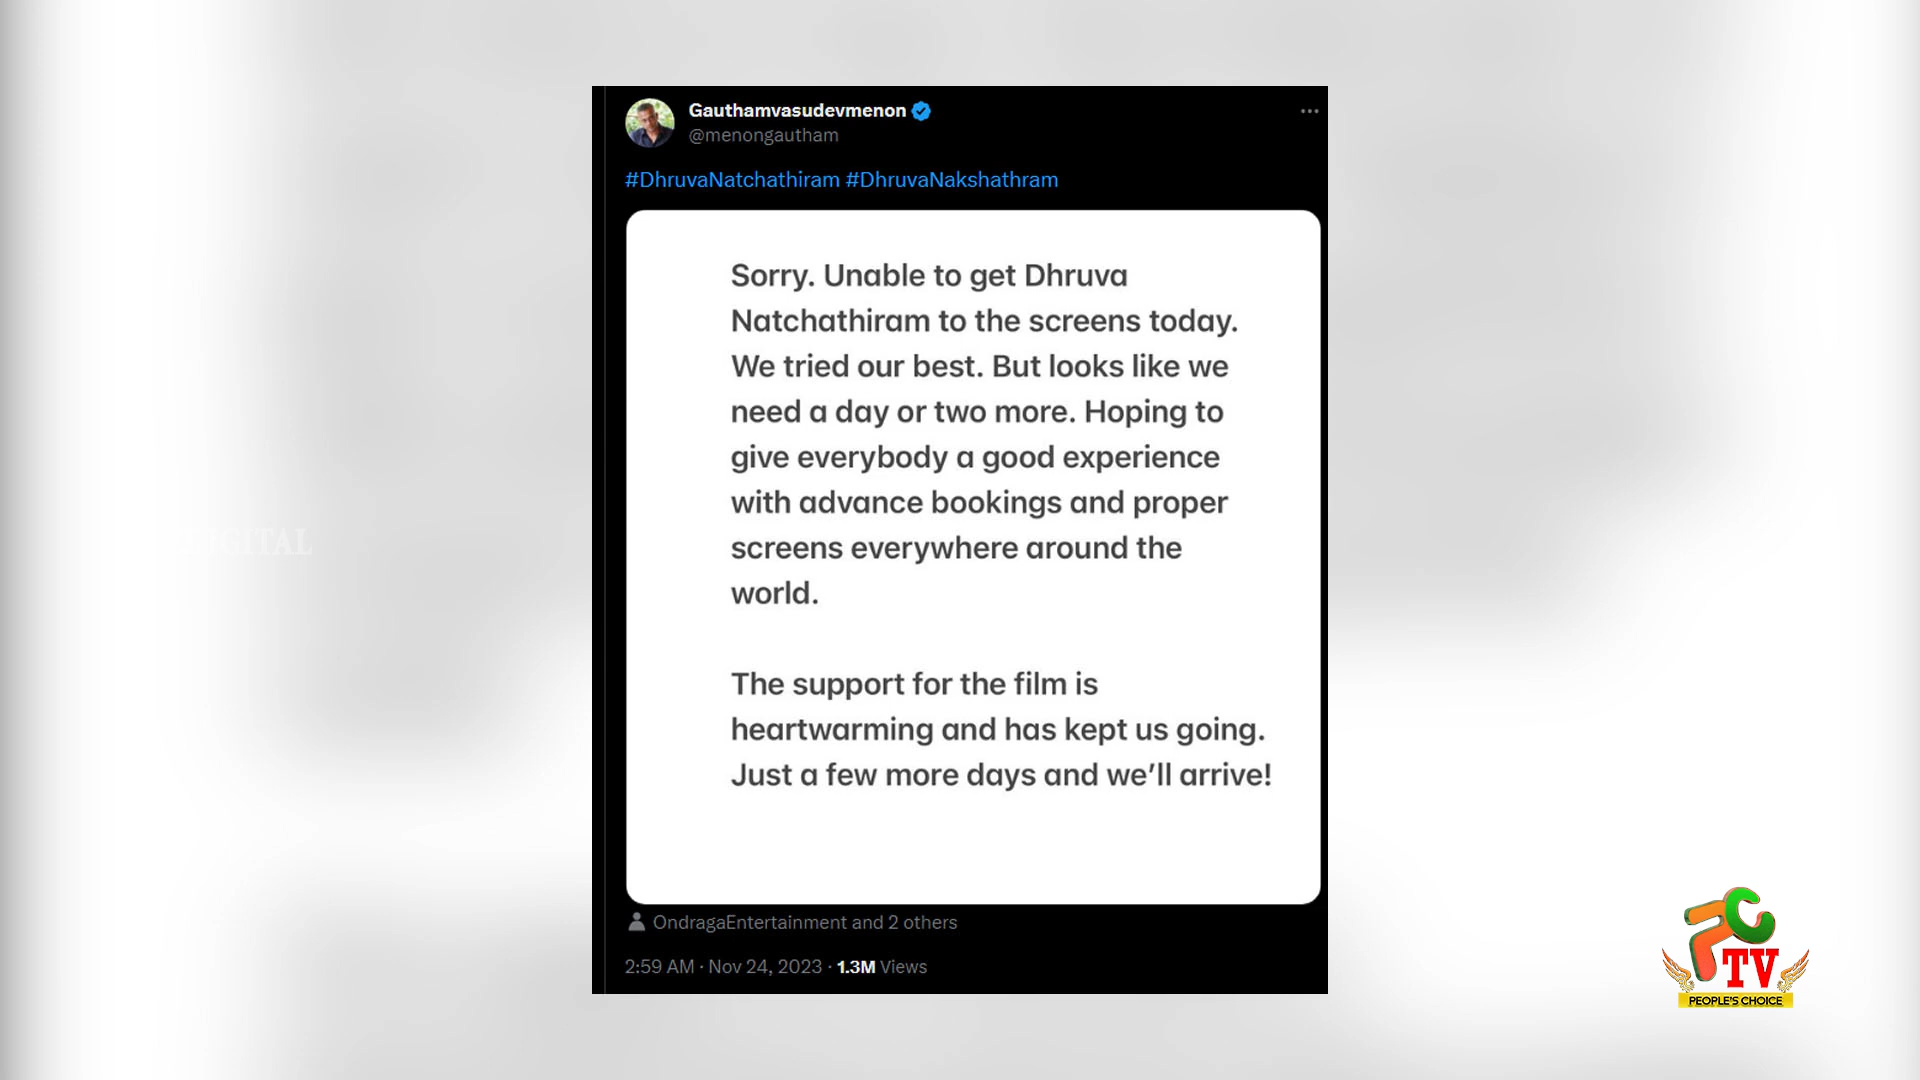 Gauthamvasudevmenon
@menongautham
#DhruvaNatchathiram #DhruvaNakshathram
Sorry. Unable to get Dhruva
Natchathiram to the screens today.
We tried our best. But looks like we
need a day or two more. Hoping to
give everybody a good experience
with advance bookings and proper
screens everywhere around the
world.
The support for the film is
heartwarming and has kept us going.
Just a few more days and we’ll arrive!
OndragaEntertainment and 2 others
2:59 AM · Nov 24, 2023 · 1.3M Views
PC
TV
PEOPLE'S CHOICE